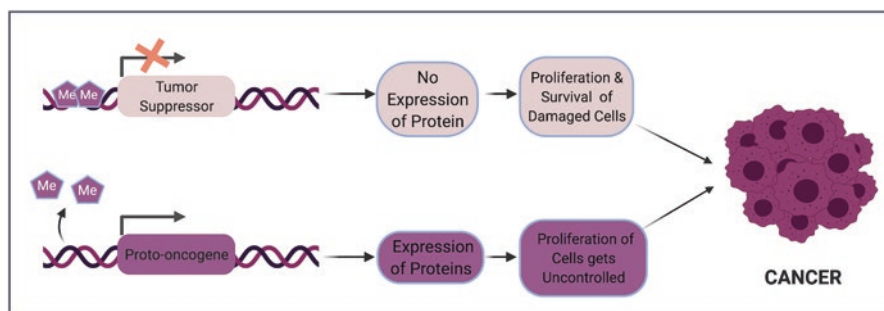 Me Me
Tumor
Suppressor
No
Expression
of Protein
Proliferation &
Survival of
Damaged Cells
Me
Me
Proto-oncogene
Expression
of Proteins
Proliferation of
Cells gets
Uncontrolled
CANCER